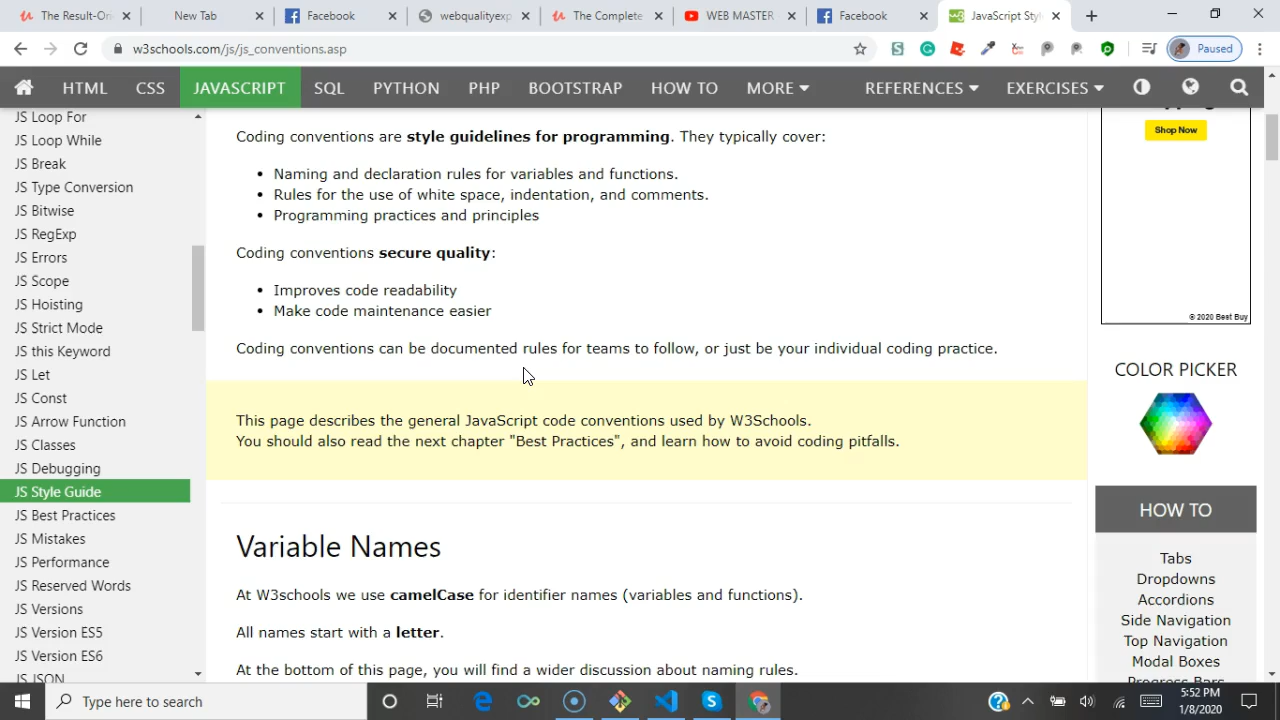 The Result-Ori
New Tab
Facebook
webqualityexp
The Complete
WEB MASTER
Facebook
JavaScript Sty
w3schools.com/js/js_conventions.asp
Paused
HTML
CSS
JAVASCRIPT
SQL
PYTHON
PHP
BOOTSTRAP
HOW TO
MORE
REFERENCES
EXERCISES
JS Loop For
JS Loop While
JS Break
JS Type Conversion
JS Bitwise
JS RegExp
JS Errors
JS Scope
JS Hoisting
JS Strict Mode
JS this Keyword
JS Let
JS Const
JS Arrow Function
JS Classes
JS Debugging
JS Style Guide
JS Best Practices
JS Mistakes
JS Performance
JS Reserved Words
JS Versions
JS Version ES5
JS Version ES6
JS JSON
Coding conventions are style guidelines for programming. They typically cover:
• Naming and declaration rules for variables and functions.
• Rules for the use of white space, indentation, and comments.
• Programming practices and principles
Coding conventions secure quality:
• Improves code readability
• Make code maintenance easier
Coding conventions can be documented rules for teams to follow, or just be your individual coding practice.
This page describes the general JavaScript code conventions used by W3Schools.
You should also read the next chapter "Best Practices", and learn how to avoid coding pitfalls.
Variable Names
At W3schools we use camelCase for identifier names (variables and functions).
All names start with a letter.
At the bottom of this page, you will find a wider discussion about naming rules.
Shop Now
© 2020 Best Buy
COLOR PICKER
HOW TO
Tabs
Dropdowns
Accordions
Side Navigation
Top Navigation
Modal Boxes
Progress Bars
Type here to search
5:52 PM
1/8/2020